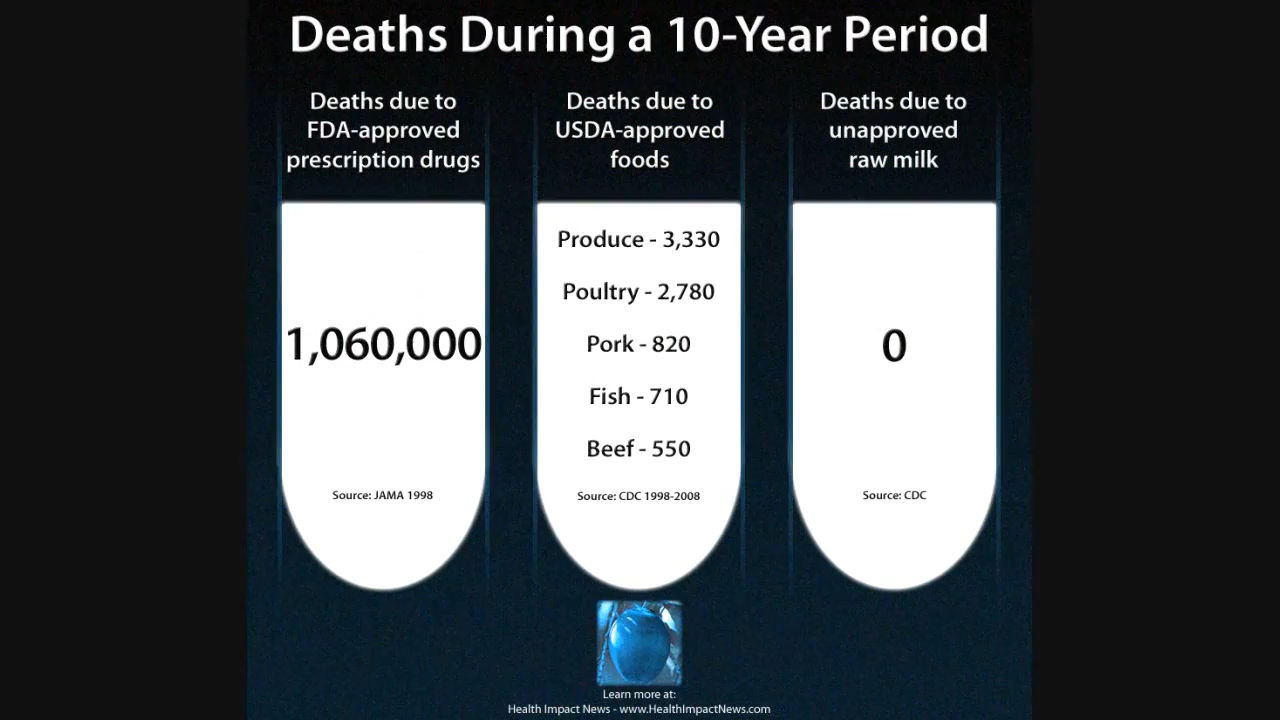 Deaths During a 10-Year Period
Deaths due to
FDA-approved
prescription drugs
1,060,000
Source: JAMA 1998
Deaths due to
USDA-approved
foods
Produce - 3,330
Poultry - 2,780
Pork - 820
Fish - 710
Beef - 550
Source: CDC 1998-2008
Deaths due to
unapproved
raw milk
0
Source: CDC
Learn more at:
Health Impact News - www.HealthImpactNews.com